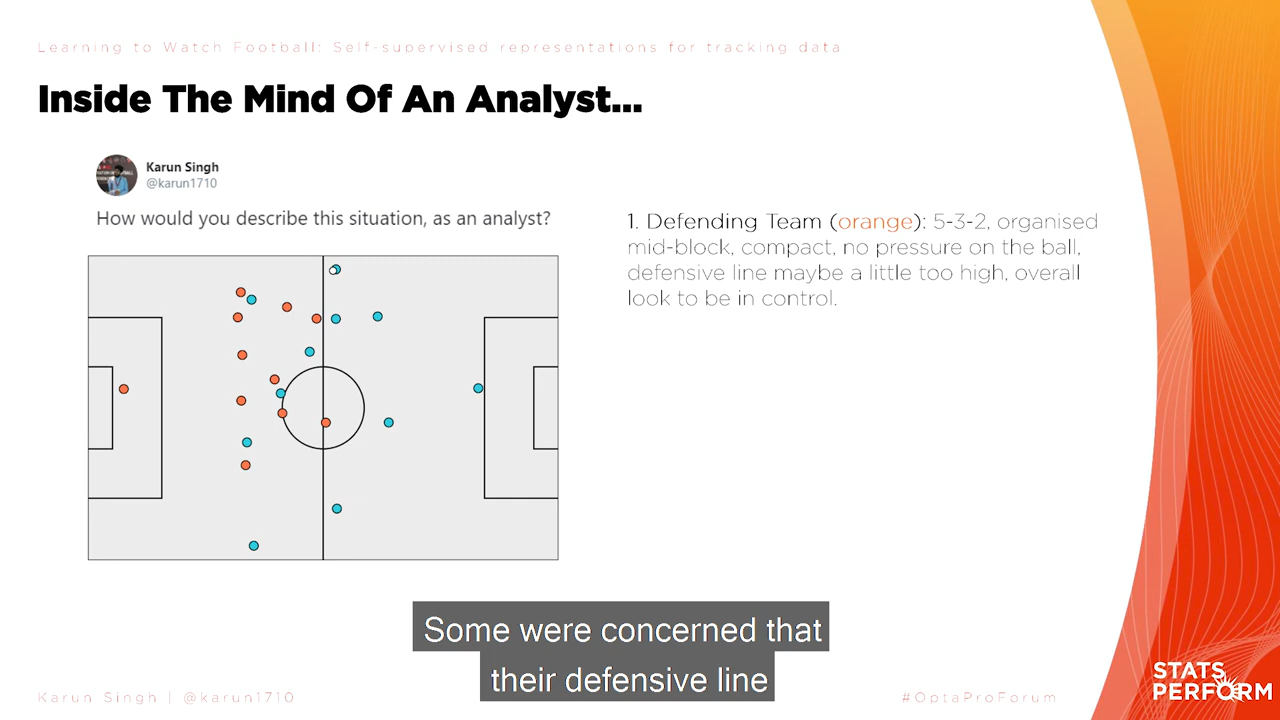 Learning to Watch Football: Self-supervised representations for tracking data
Inside The Mind Of An Analyst...
Karun Singh
@karun1710
How would you describe this situation, as an analyst?
1. Defending Team (orange): 5-3-2, organised
mid-block, compact, no pressure on the ball,
defensive line maybe a little too high, overall
look to be in control.
Some were concerned that
their defensive line
Karun Singh | @karun1710
#OptaProForum
STATS
PERFORM